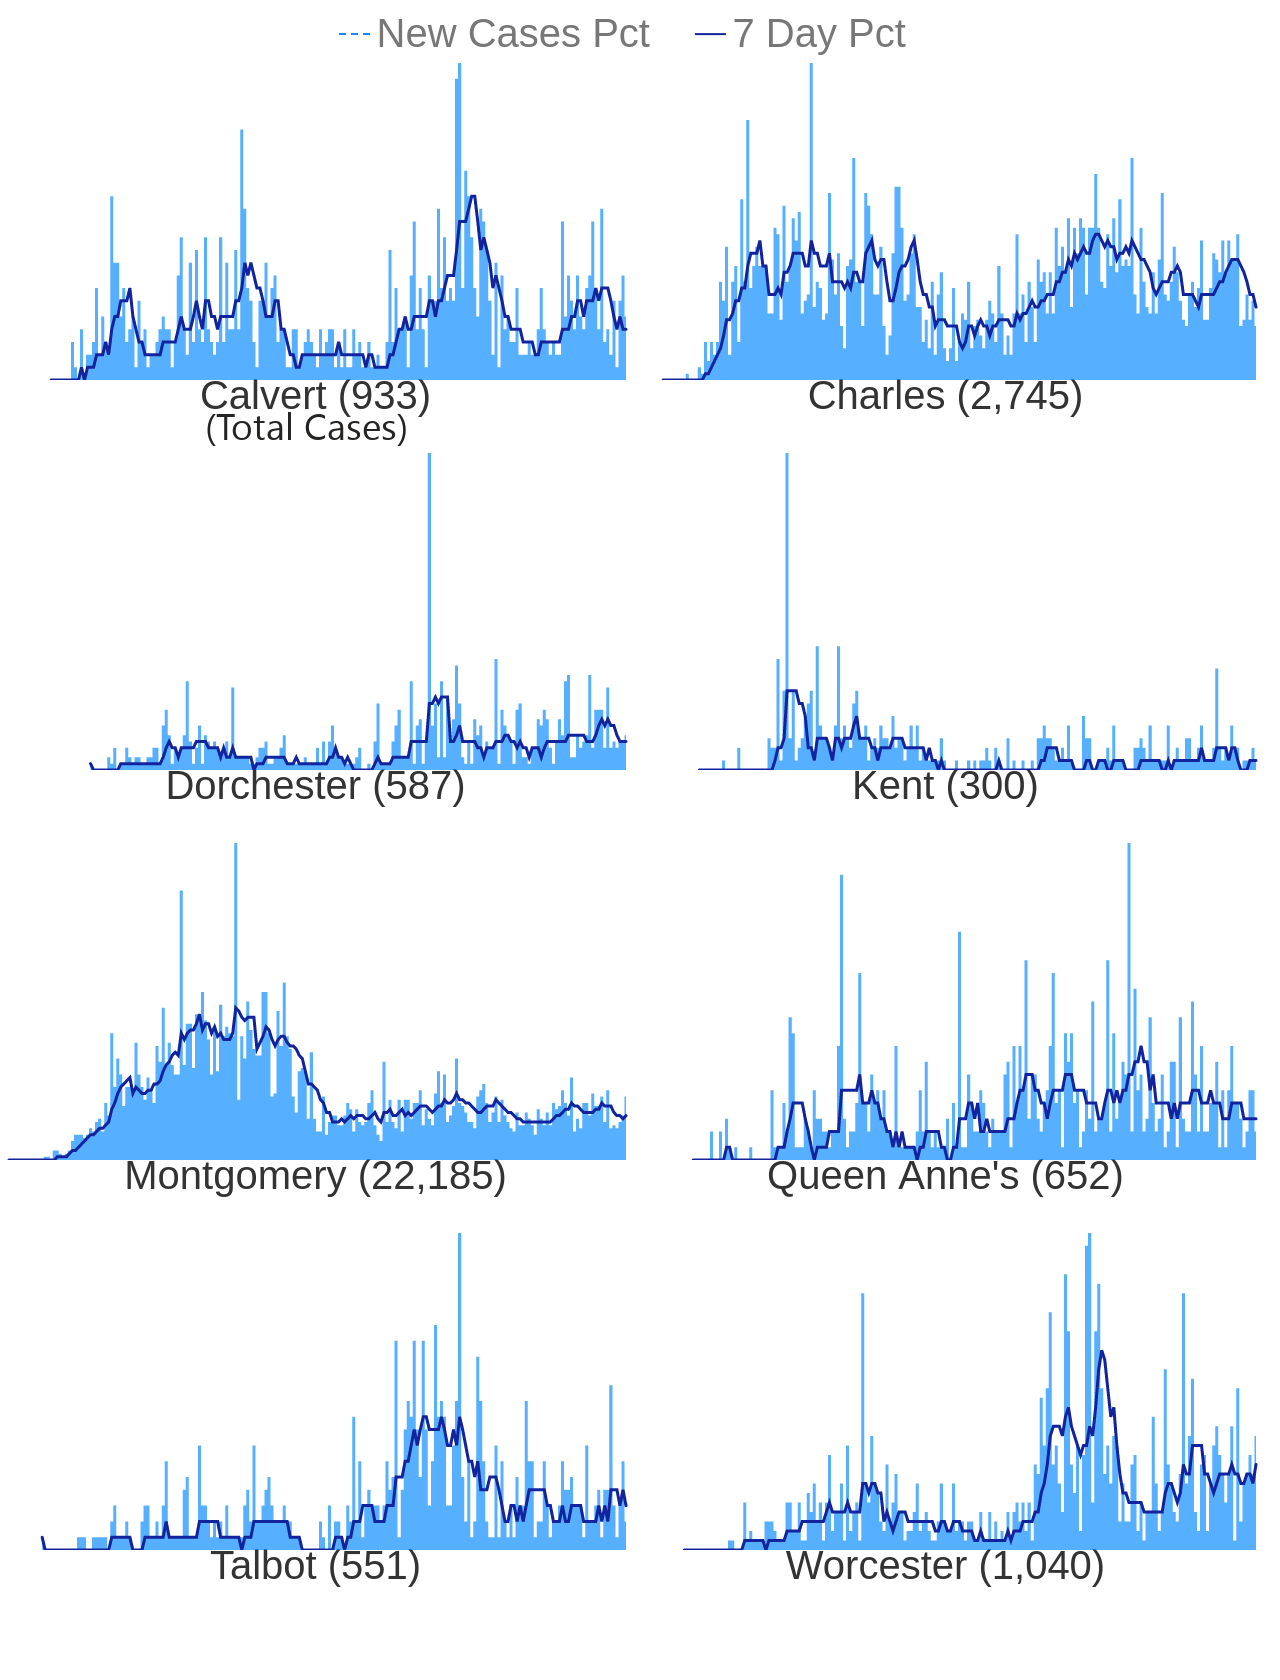 New Cases Pct 7 Day Pct
Calvert (933) Charles (2,745)
(Total Cases)
Dorchester (587) Kent (300)
Montgomery (22,185) Queen Anne's (652)
Talbot (551) Worcester (1,040)